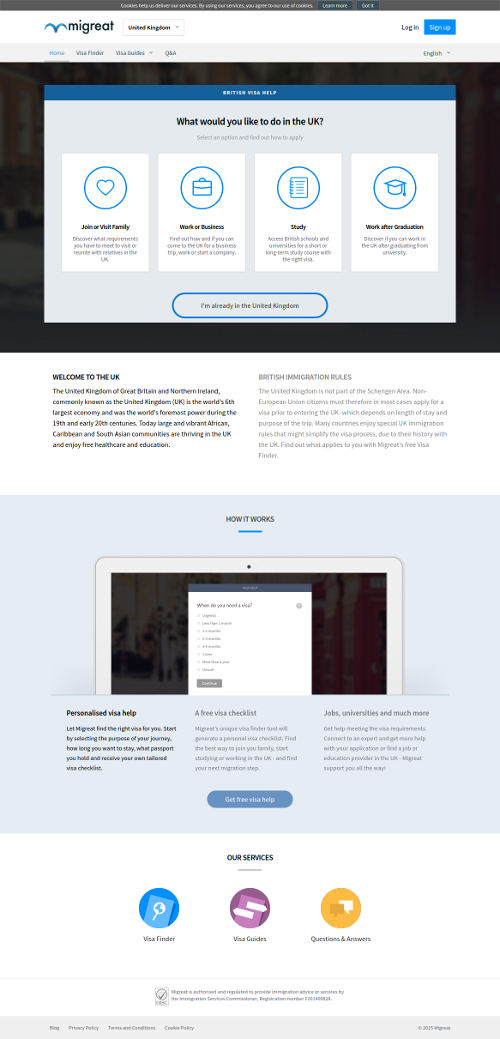 Cookies help us deliver our services. By using our services, you agree to our use of cookies. Learn more Got it
migreat United Kingdom Log in Sign up
Home Visa Finder Visa Guides Q&A English
BRITISH VISA HELP
What would you like to do in the UK?
Select an option and find out how to apply
Join or Visit Family
Discover what requirements
you have to meet to visit or
reunite with relatives in the
UK.
Work or Business
Find out how and if you can
come to the UK for a business
trip, work or start a company.
Study
Access British schools and
universities for a short or
long-term study course with
the right visa.
Work after Graduation
Discover if you can work in
the UK after graduating from
university.
I'm already in the United Kingdom
WELCOME TO THE UK
The United Kingdom of Great Britain and Northern Ireland,
commonly known as the United Kingdom (UK) is the world's 6th
largest economy and was the world's foremost power during the
19th and early 20th centuries. Today large and vibrant African,
Caribbean and South Asian communities are thriving in the UK
and enjoy free healthcare and education.
BRITISH IMMIGRATION RULES
The United Kingdom is not part of the Schengen Area. Non-
European Union citizens must therefore in most cases apply for a
visa prior to entering the UK -which depends on length of stay and
purpose of the trip. Many countries enjoy special UK immigration
rules that might simplify the visa process, due to their history with
the UK. Find out what applies to you with Migreat's free Visa
Finder.
HOW IT WORKS
When do you need a visa?
Urgently
Less than 1 month
1-2 months
2-3 months
4-6 months
1 year
More than a year
Unsure
Continue
Personalised visa help
Let Migreat find the right visa for you. Start
by selecting the purpose of your journey,
how long you want to stay, what passport
you hold and receive your own tailored
visa checklist.
A free visa checklist
Migreat's unique visa finder tool will
generate a personal visa checklist. Find
the best way to join you family, start
studying or working in the UK - and find
your next migration step.
Jobs, universities and much more
Get help meeting the visa requirements.
Connect to an expert and get more help
with your application or find a job or
education provider in the UK - Migreat
support you all the way!
Get free visa help
OUR SERVICES
Visa Finder
Visa Guides
Questions & Answers
Migreat is authorised and regulated to provide immigration advice or services by
the Immigration Services Commissioner, Registration number F201400828.
Blog Privacy Policy Terms and Conditions Cookie Policy © 2015 Migreat